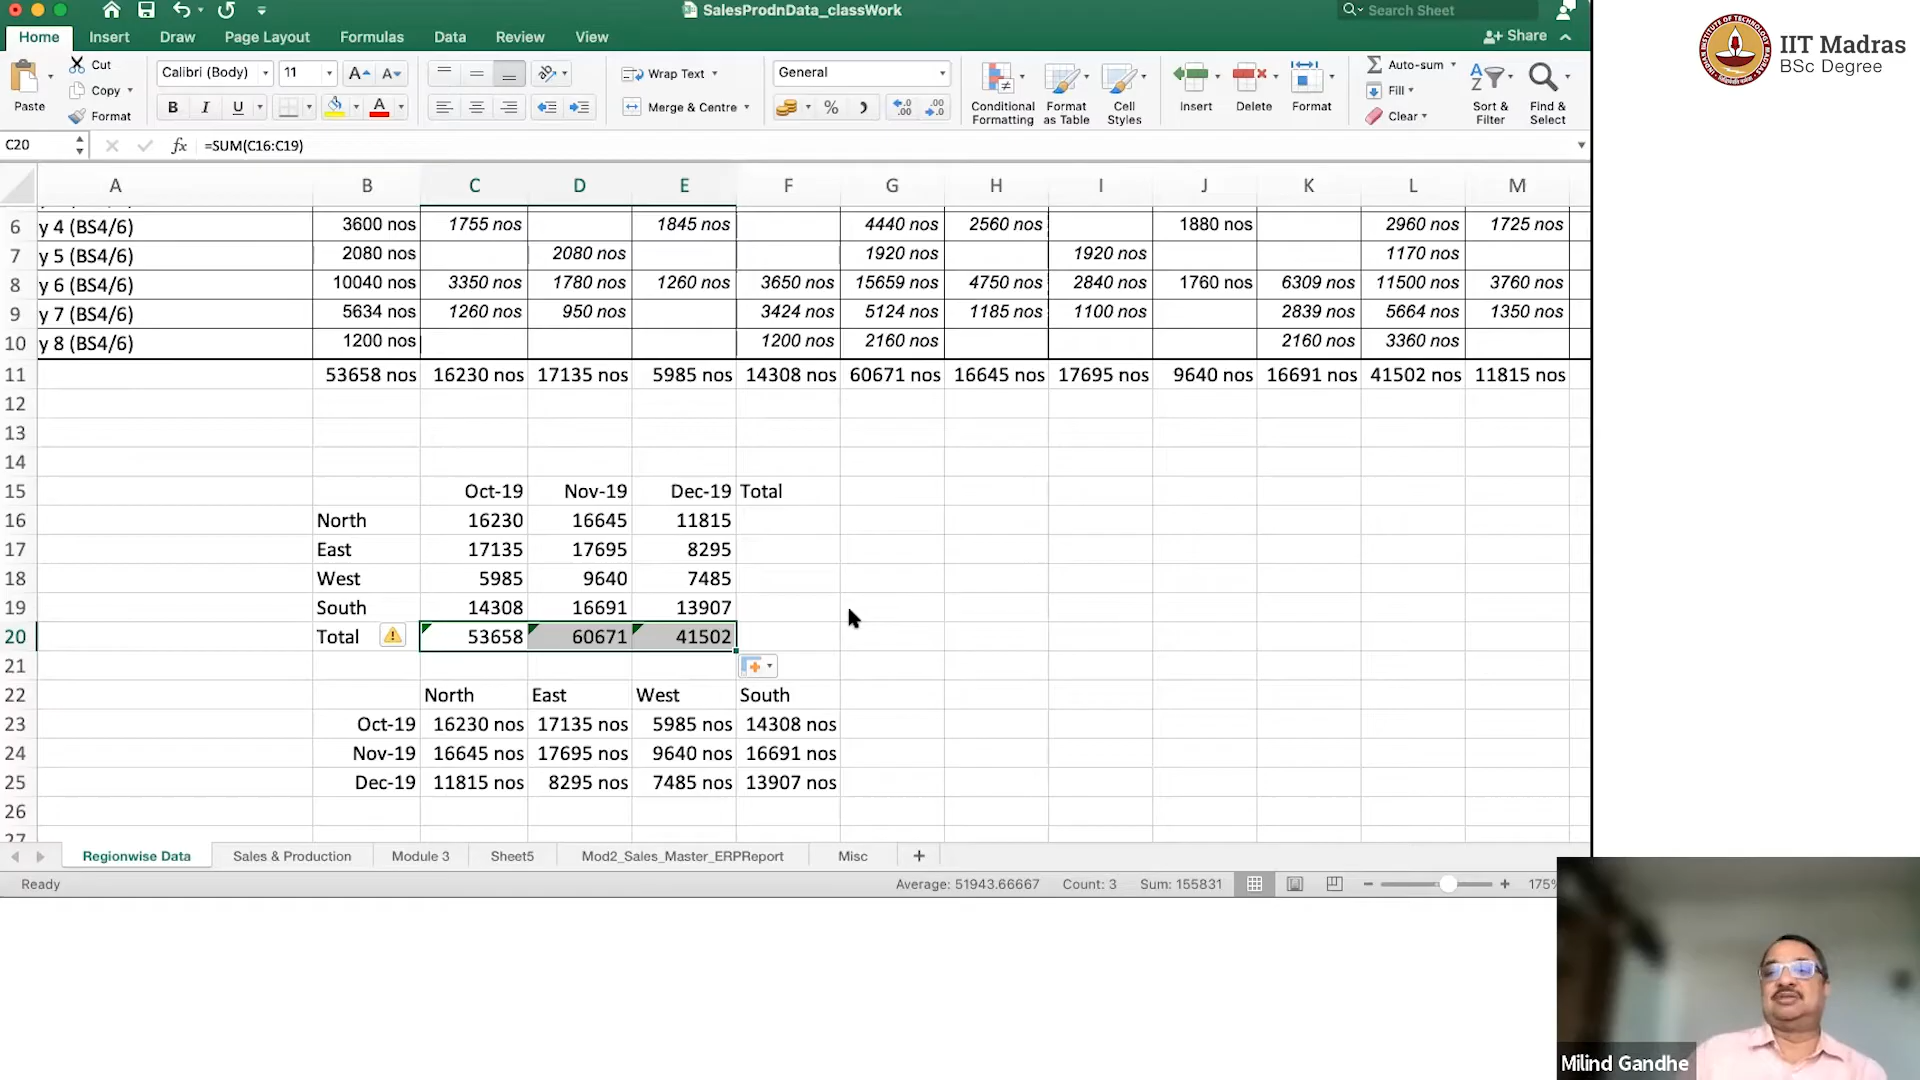 SalesProdnData_classWork
Search Sheet
Home Insert Draw Page Layout Formulas Data Review View
Share
Paste
Cut
Copy
Format
Calibri (Body) 11 A A
B I U A
Wrap Text
Merge & Centre
General
%
Conditional Formatting
Format as Table
Cell Styles
Insert
Delete
Format
Auto-sum
Fill
Clear
Sort & Filter
Find & Select
IIT Madras
BSc Degree
C20 fx =SUM(C16:C19)
A B C D E F G H I J K L M
6 y 4 (BS4/6) 3600 nos 1755 nos 1845 nos 4440 nos 2560 nos 1880 nos 2960 nos 1725 nos
7 y 5 (BS4/6) 2080 nos 2080 nos 1920 nos 1920 nos 1170 nos
8 y 6 (BS4/6) 10040 nos 3350 nos 1780 nos 1260 nos 3650 nos 15659 nos 4750 nos 2840 nos 1760 nos 6309 nos 11500 nos 3760 nos
9 y 7 (BS4/6) 5634 nos 1260 nos 950 nos 3424 nos 5124 nos 1185 nos 1100 nos 2839 nos 5664 nos 1350 nos
10 y 8 (BS4/6) 1200 nos 1200 nos 2160 nos 2160 nos 3360 nos
11 53658 nos 16230 nos 17135 nos 5985 nos 14308 nos 60671 nos 16645 nos 17695 nos 9640 nos 16691 nos 41502 nos 11815 nos
12
13
14
15 Oct-19 Nov-19 Dec-19 Total
16 North 16230 16645 11815
17 East 17135 17695 8295
18 West 5985 9640 7485
19 South 14308 16691 13907
20 Total 53658 60671 41502
21
22 North East West South
23 Oct-19 16230 nos 17135 nos 5985 nos 14308 nos
24 Nov-19 16645 nos 17695 nos 9640 nos 16691 nos
25 Dec-19 11815 nos 8295 nos 7485 nos 13907 nos
26
27
Regionwise Data Sales & Production Module 3 Sheet5 Mod2_Sales_Master_ERPReport Misc
Ready Average: 51943.66667 Count: 3 Sum: 155831 175%
Milind Gandhe